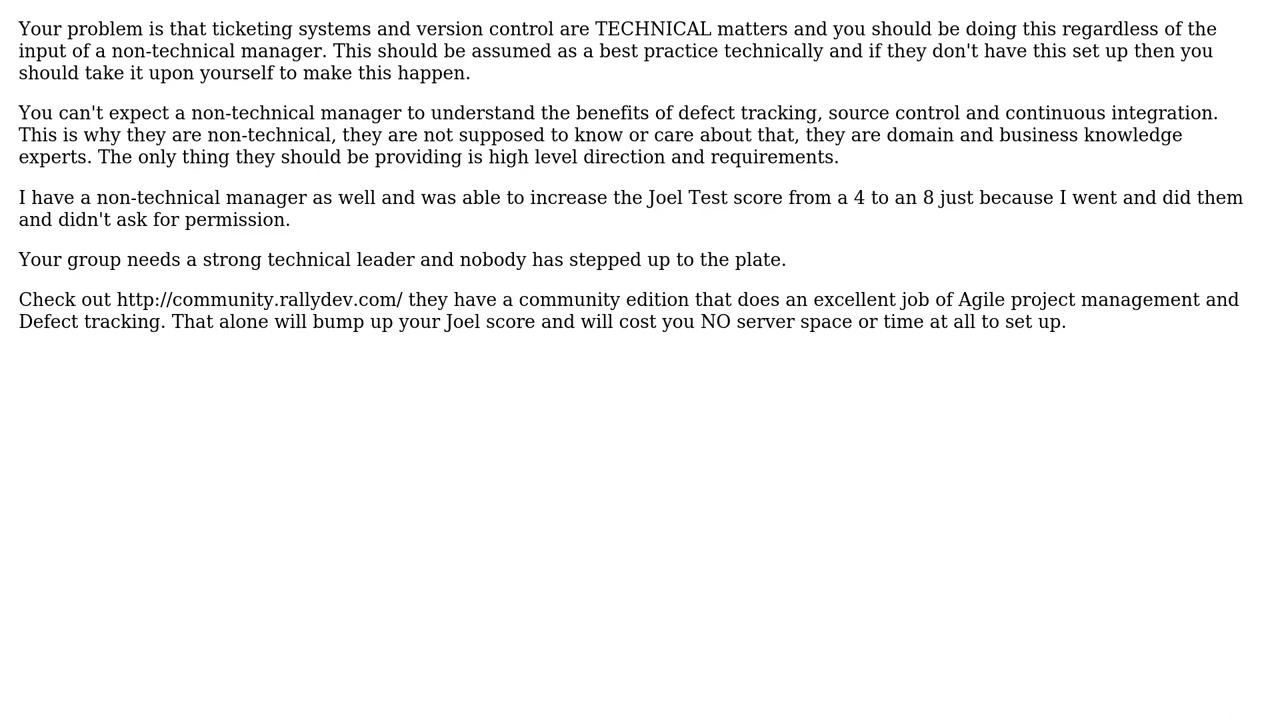 Your problem is that ticketing systems and version control are TECHNICAL matters and you should be doing this regardless of the
input of a non-technical manager. This should be assumed as a best practice technically and if they don't have this set up then you
should take it upon yourself to make this happen.
You can't expect a non-technical manager to understand the benefits of defect tracking, source control and continuous integration.
This is why they are non-technical, they are not supposed to know or care about that, they are domain and business knowledge
experts. The only thing they should be providing is high level direction and requirements.
I have a non-technical manager as well and was able to increase the Joel Test score from a 4 to an 8 just because I went and did them
and didn't ask for permission.
Your group needs a strong technical leader and nobody has stepped up to the plate.
Check out http://community.rallydev.com/ they have a community edition that does an excellent job of Agile project management and
Defect tracking. That alone will bump up your Joel score and will cost you NO server space or time at all to set up.